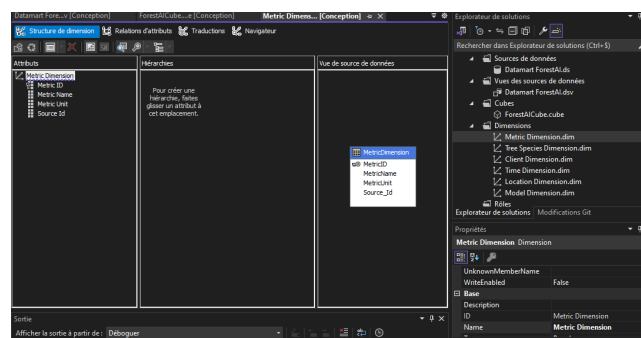 Datamart Fore...v [Conception]
ForestAICube....e [Conception]
Metric Dimens... [Conception]
Explorateur de solutions
Structure de dimension
Relations d'attributs
Traductions
Navigateur
Rechercher dans Explorateur de solutions (Ctrl+$)
Attributs
Hiérarchies
Vue de source de données
Metric Dimension
Metric ID
Metric Name
Metric Unit
Source Id
Pour créer une
hiérarchie, faites
glisser un attribut à
cet emplacement.
MetricDimension
MetricID
MetricName
MetricUnit
Source_Id
Sources de données
Datamart ForestAI.ds
Vues des sources de données
Datamart ForestAI.dsv
Cubes
ForestAICube.cube
Dimensions
Metric Dimension.dim
Tree Species Dimension.dim
Client Dimension.dim
Time Dimension.dim
Location Dimension.dim
Model Dimension.dim
Rôles
Explorateur de solutions
Modifications Git
Propriétés
Metric Dimension Dimension
UnknownMemberName
WriteEnabled
False
Base
Description
ID
Metric Dimension
Name
Metric Dimension
Sortie
Afficher la sortie à partir de :
Déboguer